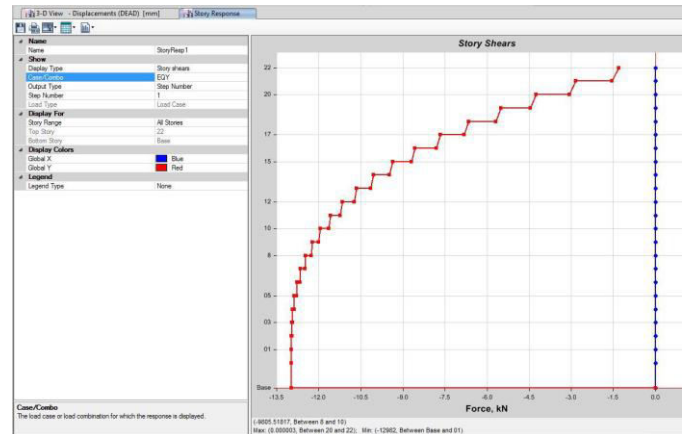 3-D View - Displacements (DEAD) [mm]
Story Response
Name
Name StoryResp1
Show
Display Type Story shears
Case/Combo EQY
Output Type Step Number
Step Number 1
Load Type Load Case
Display For
Story Range All Stories
Top Story 22
Bottom Story Base
Display Colors
Global X Blue
Global Y Red
Legend
Legend Type None
Case/Combo
The load case or load combination for which the response is displayed.
Story Shears
22
20
17
15
12
10
8
05
03
01
Base
-13.5 -12.0 -10.5 -9.0 -7.5 -6.0 -4.5 -3.0 -1.5 0.0
Force, kN
(-9805.51817, Between 8 and 10)
Max: (0.000003, Between 20 and 22); Min: (-12982, Between Base and 01)